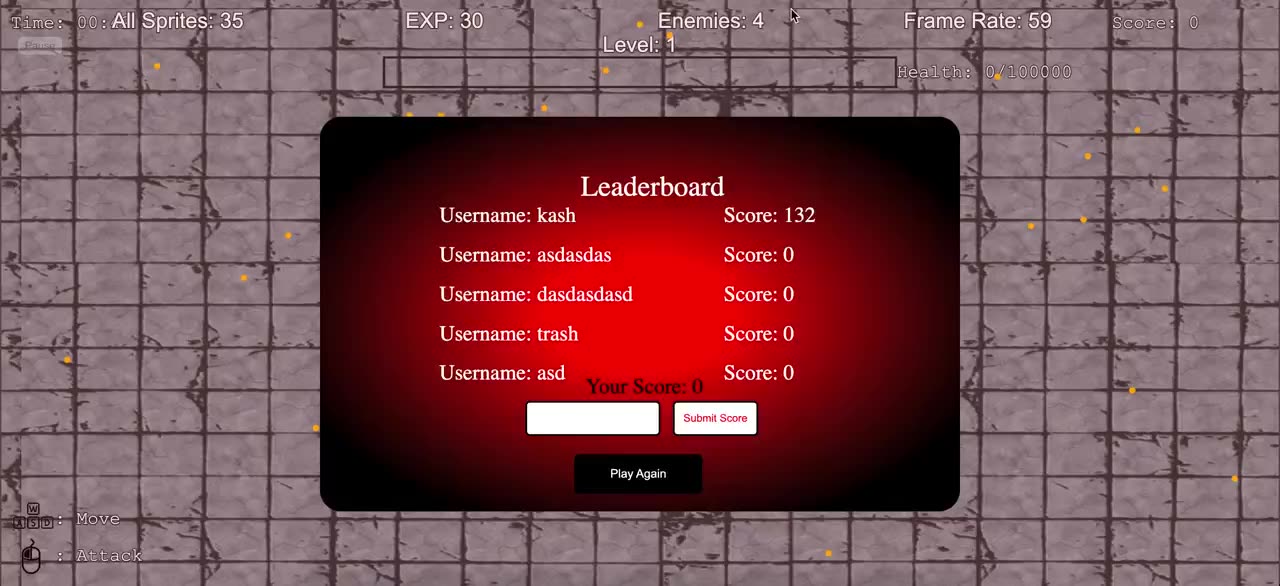 Time: 00: All Sprites: 35 EXP: 30 Enemies: 4 Frame Rate: 59 Score: 0
Pause Level: 1
Health: 0/100000
Leaderboard
Username: kash Score: 132
Username: asdasdas Score: 0
Username: dasdasdasd Score: 0
Username: trash Score: 0
Username: asd Score: 0
Your Score: 0
Submit Score
Play Again
W
A S D : Move
: Attack